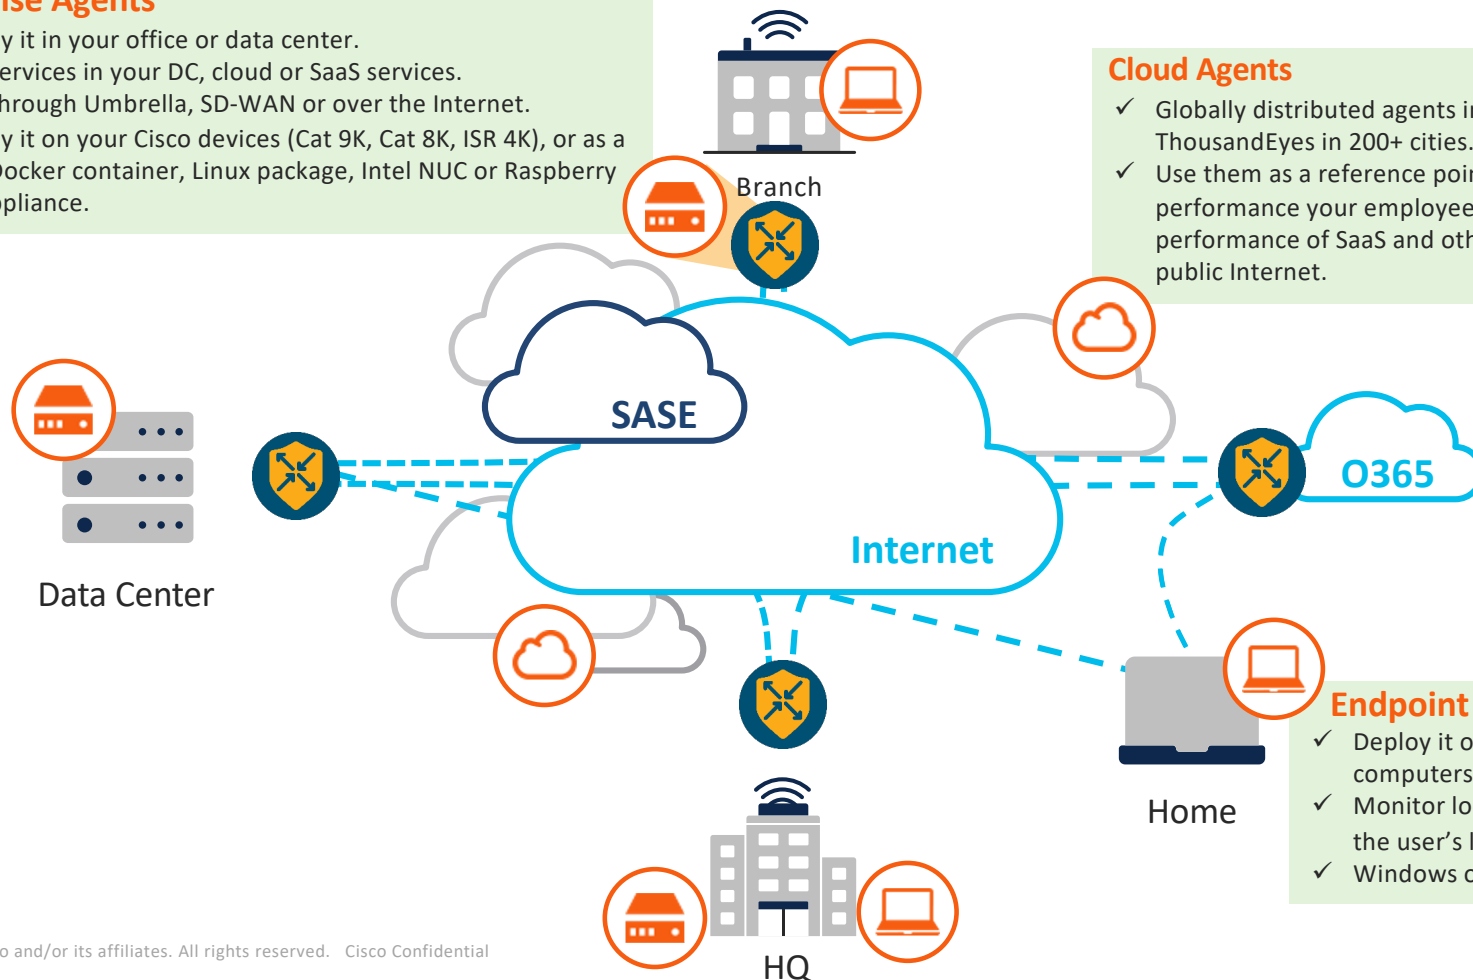 ise Agents
y it in your office or data center.
ervices in your DC, cloud or SaaS services.
hrough Umbrella, SD-WAN or over the Internet.
y it on your Cisco devices (Cat 9K, Cat 8K, ISR 4K), or as a
Docker container, Linux package, Intel NUC or Raspberry
ppliance.
Branch
Cloud Agents
✓ Globally distributed agents in
ThousandEyes in 200+ cities.
✓ Use them as a reference poin
performance your employee
performance of SaaS and oth
public Internet.
SASE
O365
Internet
Data Center
Endpoint
✓ Deploy it o
computers
✓ Monitor lo
the user's
✓ Windows o
Home
HQ
o and/or its affiliates. All rights reserved. Cisco Confidential